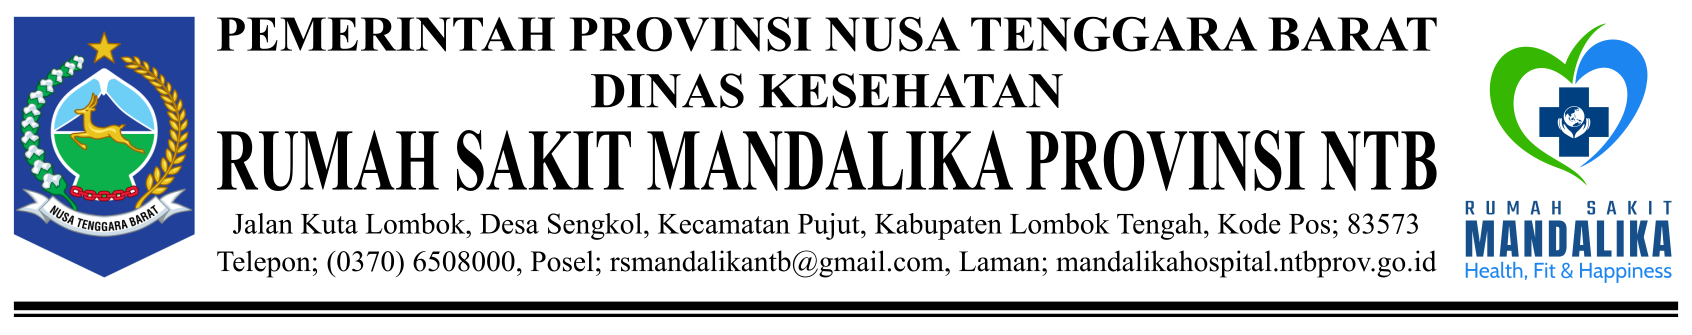 PEMERINTAH PROVINSI NUSA TENGGARA BARAT
DINAS KESEHATAN
RUMAH SAKIT MANDALIKA PROVINSI NTB
Jalan Kuta Lombok, Desa Sengkol, Kecamatan Pujut, Kabupaten Lombok Tengah, Kode Pos; 83573
Telepon; (0370) 6508000, Posel; rsmandalikantb@gmail.com, Laman; mandalikahospital.ntbprov.go.id
NUSA TENGGARA BARAT
RUMAH SAKIT
MANDALIKA
Health, Fit & Happiness